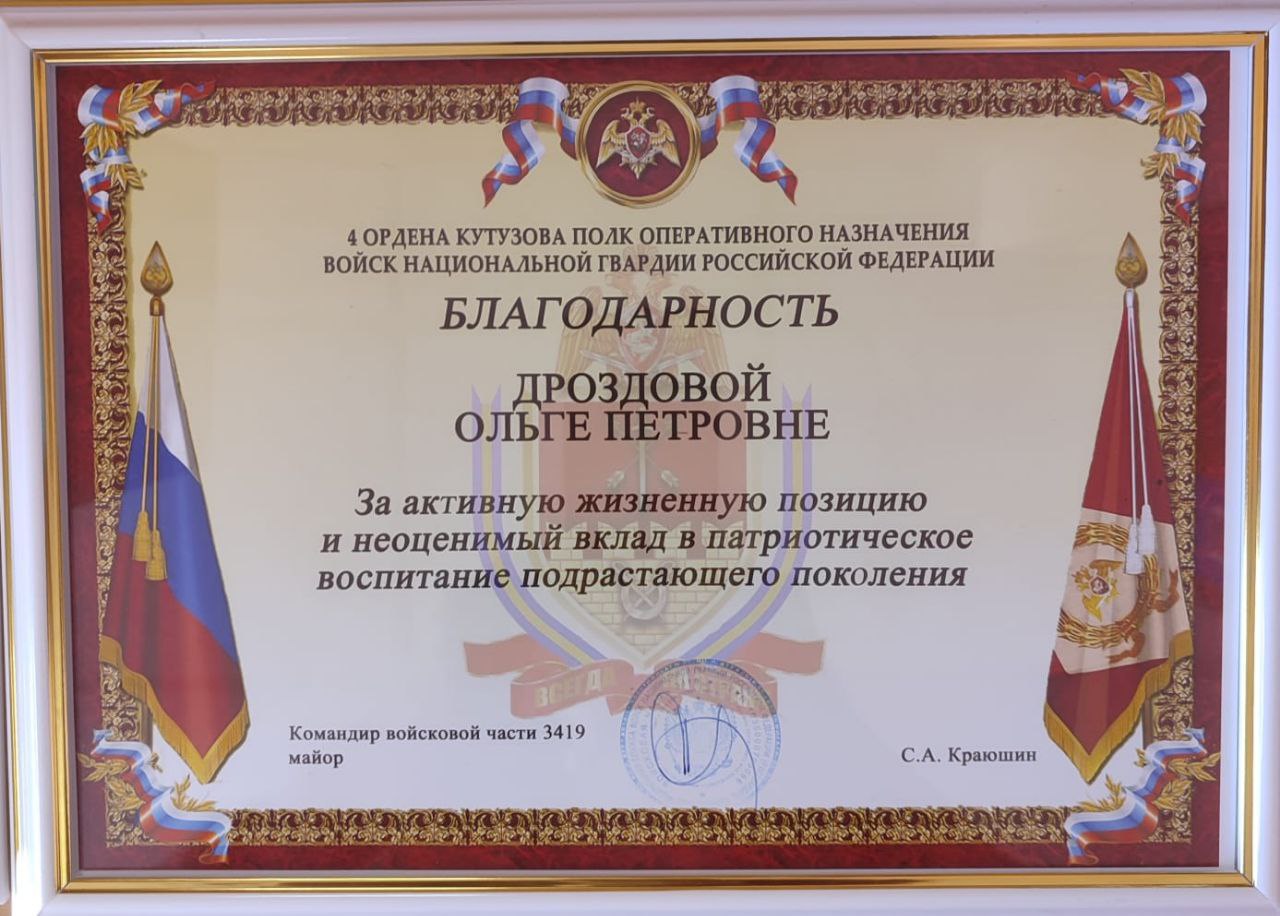 4 ОРДЕНА КУТУЗОВА ПОЛК ОПЕРАТИВНОГО НАЗНАЧЕНИЯ
ВОЙСК НАЦИОНАЛЬНОЙ ГВАРДИИ РОССИЙСКОЙ ФЕДЕРАЦИИ
БЛАГОДАРНОСТЬ
ДРОЗДОВОЙ
ОЛЬГЕ ПЕТРОВНЕ
За активную жизненную позицию
и неоценимый вклад в патриотическое
воспитание подрастающего поколения
ВСЕГДА
Командир войсковой части 3419
майор
С.А. Краюшин